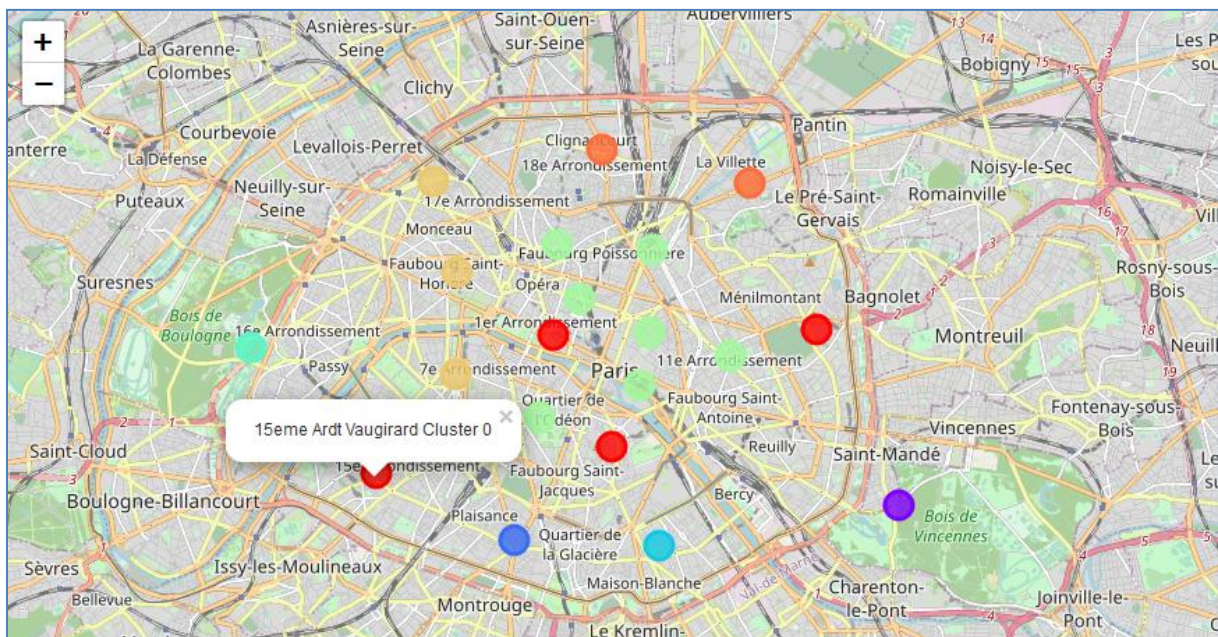 +
−
Asnières-sur-
Seine
Saint-Ouen-
sur-Seine
Aubervilliers
La Garenne-
Colombes
Clichy
Bobigny
Les P
Courbevoie
La Défense
Levallois-Perret
Clignancourt
18e Arrondissement
La Villette
Pantin
Noisy-le-Sec
anterre
Puteaux
Neuilly-sur-
Seine
17e Arrondissement
Le Pré-Saint-
Gervais
Romainville
Monceau
Suresnes
Faubourg Saint-
Honoré
Faubourg Poissonnière
Opéra
Ménilmontant
Bagnolet
Rosny-sous-
Bois
Bois de
Boulogne
16e Arrondissement
1er Arrondissement
11e Arrondissement
Montreuil
Neuill
Passy
7e Arrondissement
Paris
Quartier de
l'Odéon
Faubourg Saint-
Antoine
Reuilly
Vincennes
Fontenay-sous-
Bois
15eme Ardt Vaugirard Cluster 0
×
Saint-Cloud
15e Arrondissement
Faubourg Saint-
Jacques
Saint-Mandé
Boulogne-Billancourt
Bercy
Plaisance
Quartier de
la Glacière
Bois de
Vincennes
Sèvres
Issy-les-Moulineaux
Maison-Blanche
Val-de-Marne
Bellevue
Montrouge
Charenton-
le-Pont
Joinville-le-
Pont
Le Kremlin-